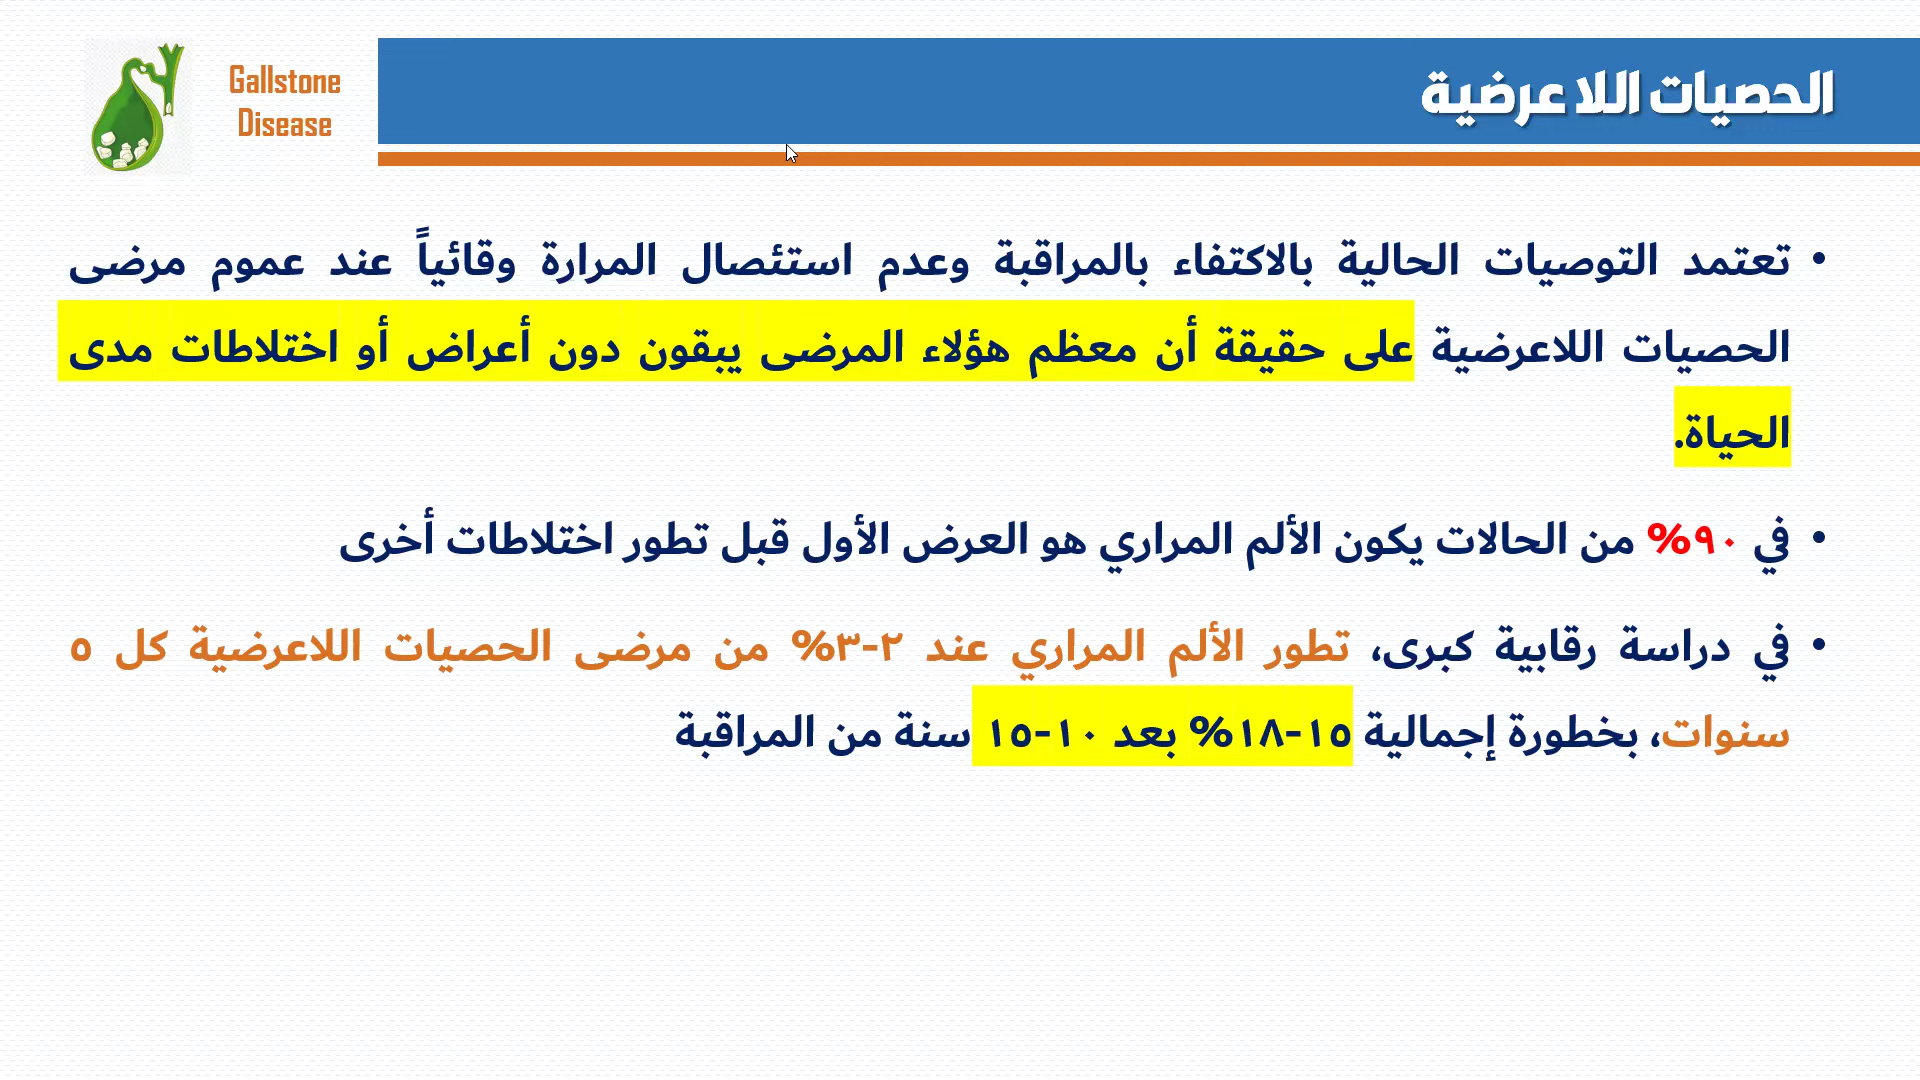 Gallstone
Disease
الحصيات اللا عرضية
• تعتمد التوصيات الحالية بالاكتفاء بالمراقبة وعدم استئصال المرارة وقائياً عند عموم مرضى
الحصيات اللاعرضية على حقيقة أن معظم هؤلاء المرضى يبقون دون أعراض أو اختلاطات مدى
الحياة.
• في ٩٠% من الحالات يكون الألم المراري هو العرض الأول قبل تطور اختلاطات أخرى
• في دراسة رقابية كبرى، تطور الألم المراري عند ٢-٣% من مرضى الحصيات اللاعرضية كل ٥
سنوات، بخطورة إجمالية ١٥-١٨% بعد ١٠-١٥ سنة من المراقبة